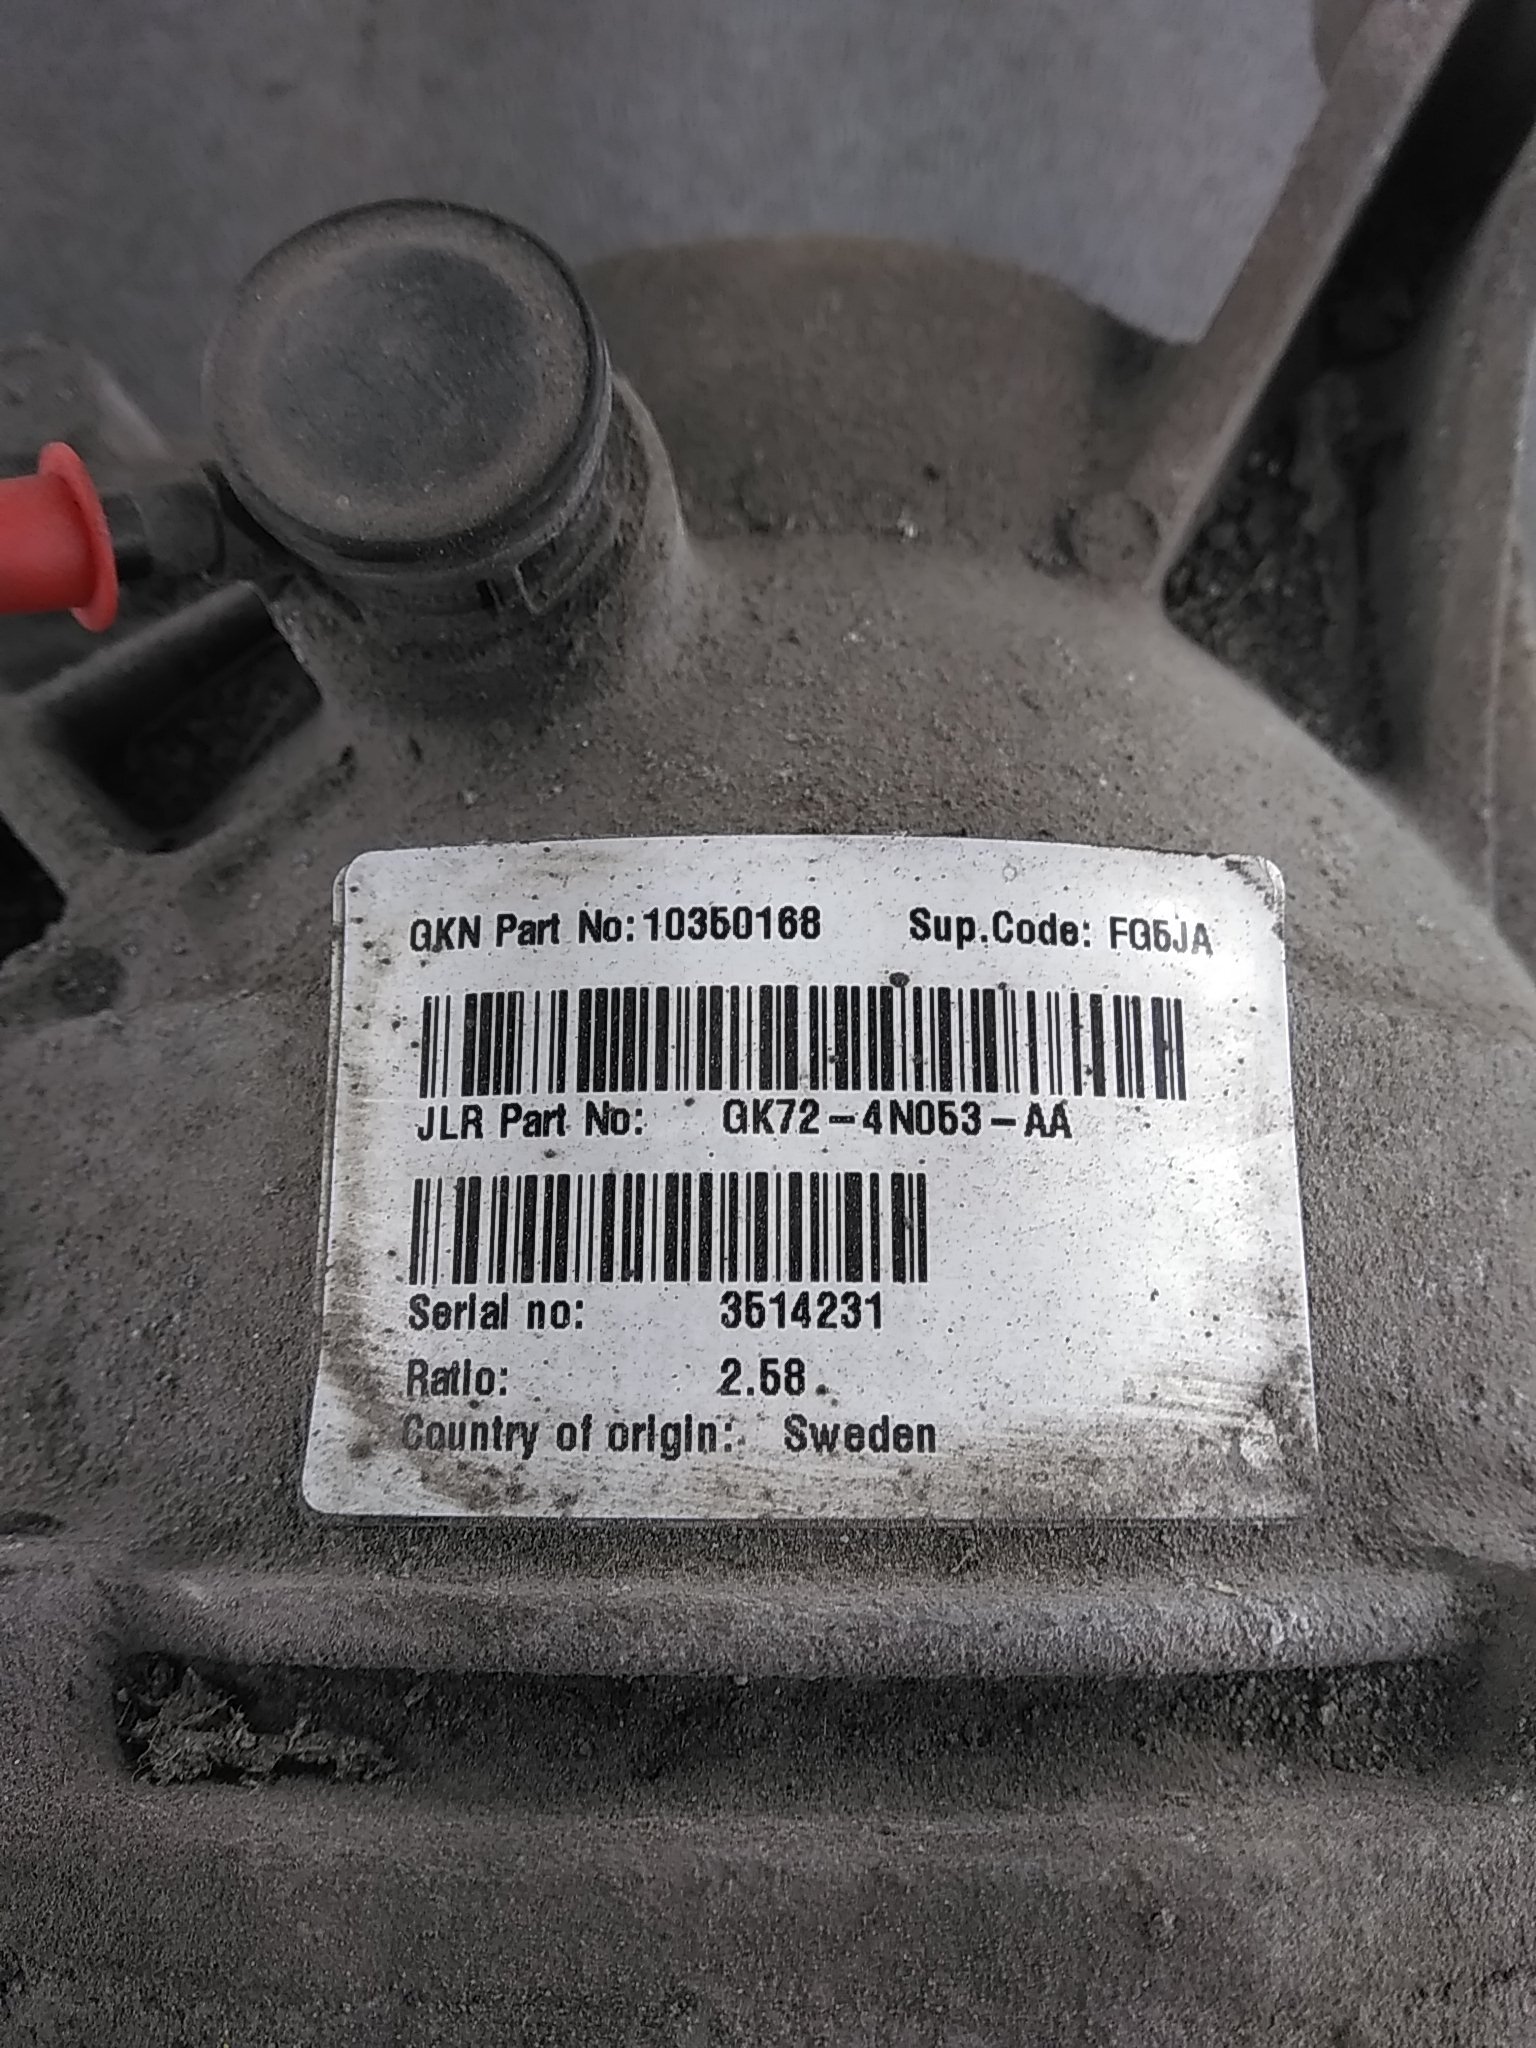 GKN Part No: 10350168 Sup.Code: FG5JA
JLR Part No: GK72-4N053-AA
Serial no: 3514231
Ratio: 2.58
Country of origin: Sweden